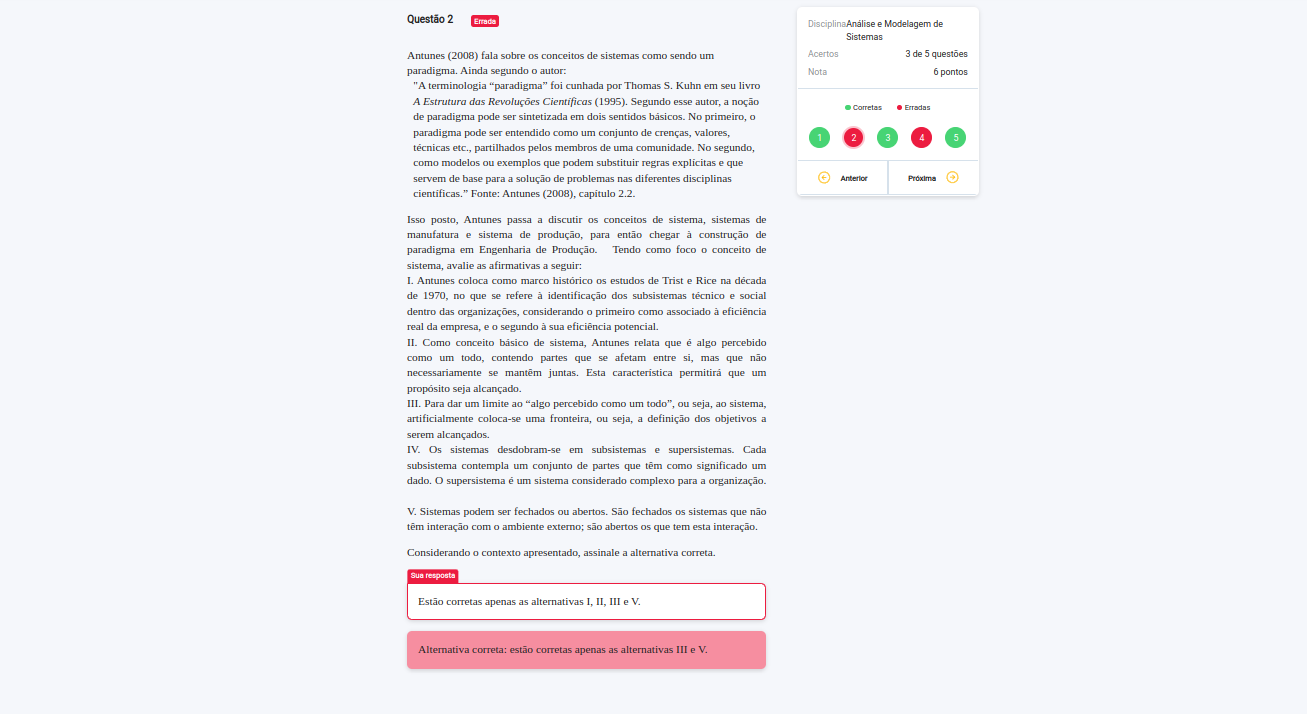 Questão 2 Errada
Antunes (2008) fala sobre os conceitos de sistemas como sendo um
paradigma. Ainda segundo o autor:
"A terminologia “paradigma” foi cunhada por Thomas S. Kuhn em seu livro
A Estrutura das Revoluções Científicas (1995). Segundo esse autor, a noção
de paradigma pode ser sintetizada em dois sentidos básicos. No primeiro, o
paradigma pode ser entendido como um conjunto de crenças, valores,
técnicas etc., partilhados pelos membros de uma comunidade. No segundo,
como modelos ou exemplos que podem substituir regras explícitas e que
servem de base para a solução de problemas nas diferentes disciplinas
científicas.” Fonte: Antunes (2008), capítulo 2.2.
Isso posto, Antunes passa a discutir os conceitos de sistema, sistemas de
manufatura e sistema de produção, para então chegar à construção de
paradigma em Engenharia de Produção. Tendo como foco o conceito de
sistema, avalie as afirmativas a seguir:
I. Antunes coloca como marco histórico os estudos de Trist e Rice na década
de 1970, no que se refere à identificação dos subsistemas técnico e social
dentro das organizações, considerando o primeiro como associado à eficiência
real da empresa, e o segundo à sua eficiência potencial.
II. Como conceito básico de sistema, Antunes relata que é algo percebido
como um todo, contendo partes que se afetam entre si, mas que não
necessariamente se mantêm juntas. Esta característica permitirá que um
propósito seja alcançado.
III. Para dar um limite ao “algo percebido como um todo”, ou seja, ao sistema,
artificialmente coloca-se uma fronteira, ou seja, a definição dos objetivos a
serem alcançados.
IV. Os sistemas desdobram-se em subsistemas e supersistemas. Cada
subsistema contempla um conjunto de partes que têm como significado um
dado. O supersistema é um sistema considerado complexo para a organização.
V. Sistemas podem ser fechados ou abertos. São fechados os sistemas que não
têm interação com o ambiente externo; são abertos os que tem esta interação.
Considerando o contexto apresentado, assinale a alternativa correta.
Sua resposta
Estão corretas apenas as alternativas I, II, III e V.
Alternativa correta: estão corretas apenas as alternativas III e V.
Disciplina Análise e Modelagem de
Sistemas
Acertos 3 de 5 questões
Nota 6 pontos
Corretas Erradas
1 2 3 4 5
Anterior Próxima